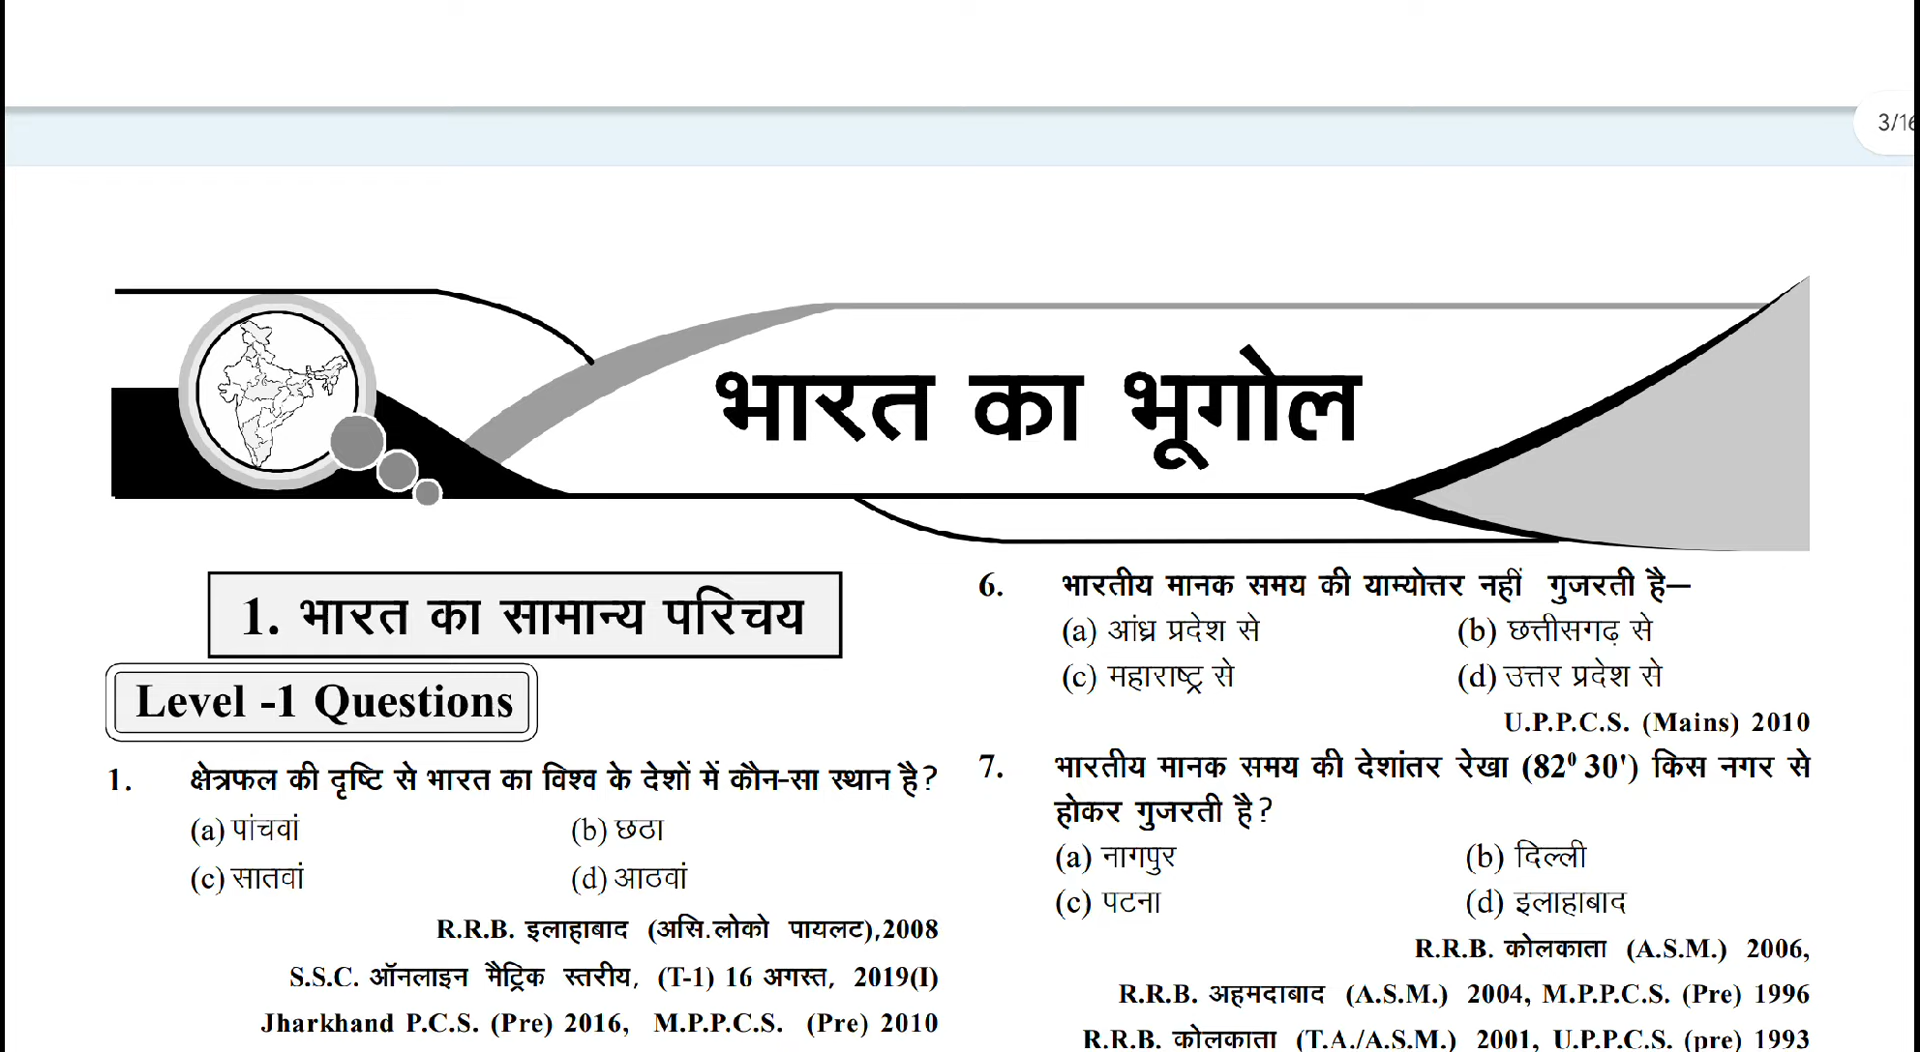 3/16
भारत का भूगोल
1. भारत का सामान्य परिचय
Level -1 Questions
1. क्षेत्रफल की दृष्टि से भारत का विश्व के देशों में कौन-सा स्थान है?
(a) पांचवां (b) छठा
(c) सातवां (d) आठवां
R.R.B. इलाहाबाद (असि.लोको पायलट),2008
S.S.C. ऑनलाइन मैट्रिक स्तरीय, (T-1) 16 अगस्त, 2019(I)
Jharkhand P.C.S. (Pre) 2016, M.P.P.C.S. (Pre) 2010
6. भारतीय मानक समय की याम्योत्तर नहीं गुजरती है—
(a) आंध्र प्रदेश से (b) छत्तीसगढ़ से
(c) महाराष्ट्र से (d) उत्तर प्रदेश से
U.P.P.C.S. (Mains) 2010
7. भारतीय मानक समय की देशांतर रेखा (82⁰ 30') किस नगर से
होकर गुजरती है?
(a) नागपुर (b) दिल्ली
(c) पटना (d) इलाहाबाद
R.R.B. कोलकाता (A.S.M.) 2006,
R.R.B. अहमदाबाद (A.S.M.) 2004, M.P.P.C.S. (Pre) 1996
R.R.B. कोलकाता (T.A./A.S.M.) 2001, U.P.P.C.S. (pre) 1993